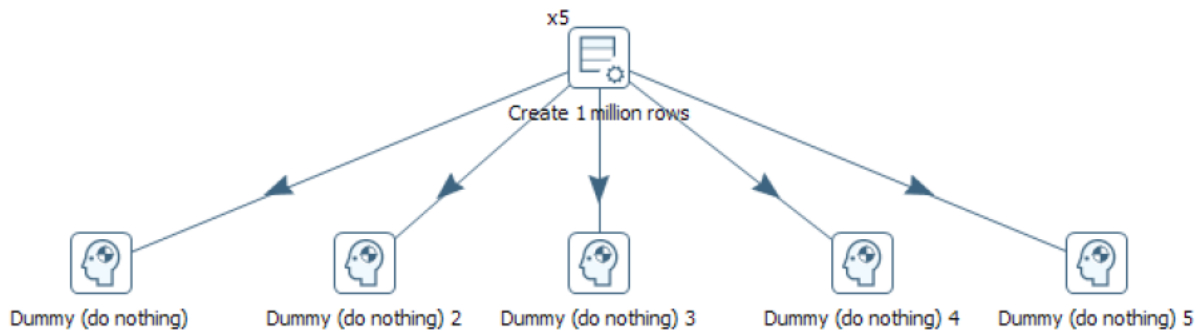 x5
Create 1 million rows
Dummy (do nothing)
Dummy (do nothing) 2
Dummy (do nothing) 3
Dummy (do nothing) 4
Dummy (do nothing) 5